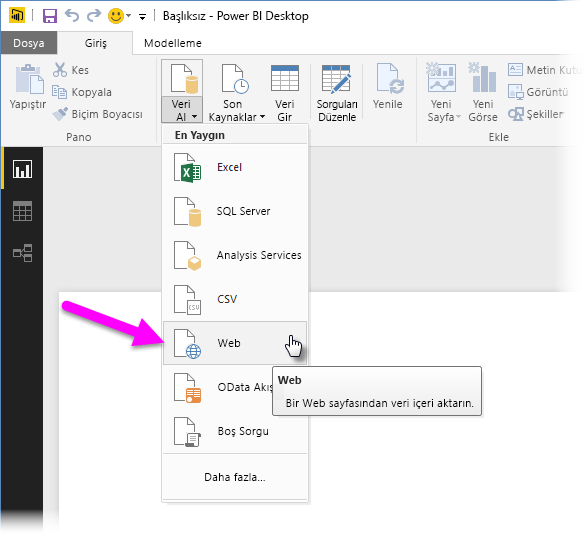 Başlıksız - Power BI Desktop
Dosya
Giriş
Modelleme
Yapıştır
Kes
Kopyala
Biçim Boyacısı
Pano
Veri
Al
Son
Kaynaklar
Veri
Gir
Sorguları
Düzenle
Yenile
Yeni
Sayfa
Yeni
Görse
Metin Kutu
Görüntü
Şekiller
Ekle
En Yaygın
Excel
SQL Server
Analysis Services
CSV
Web
OData Akış
Boş Sorgu
Daha fazla...
Web
Bir Web sayfasından veri içeri aktarın.